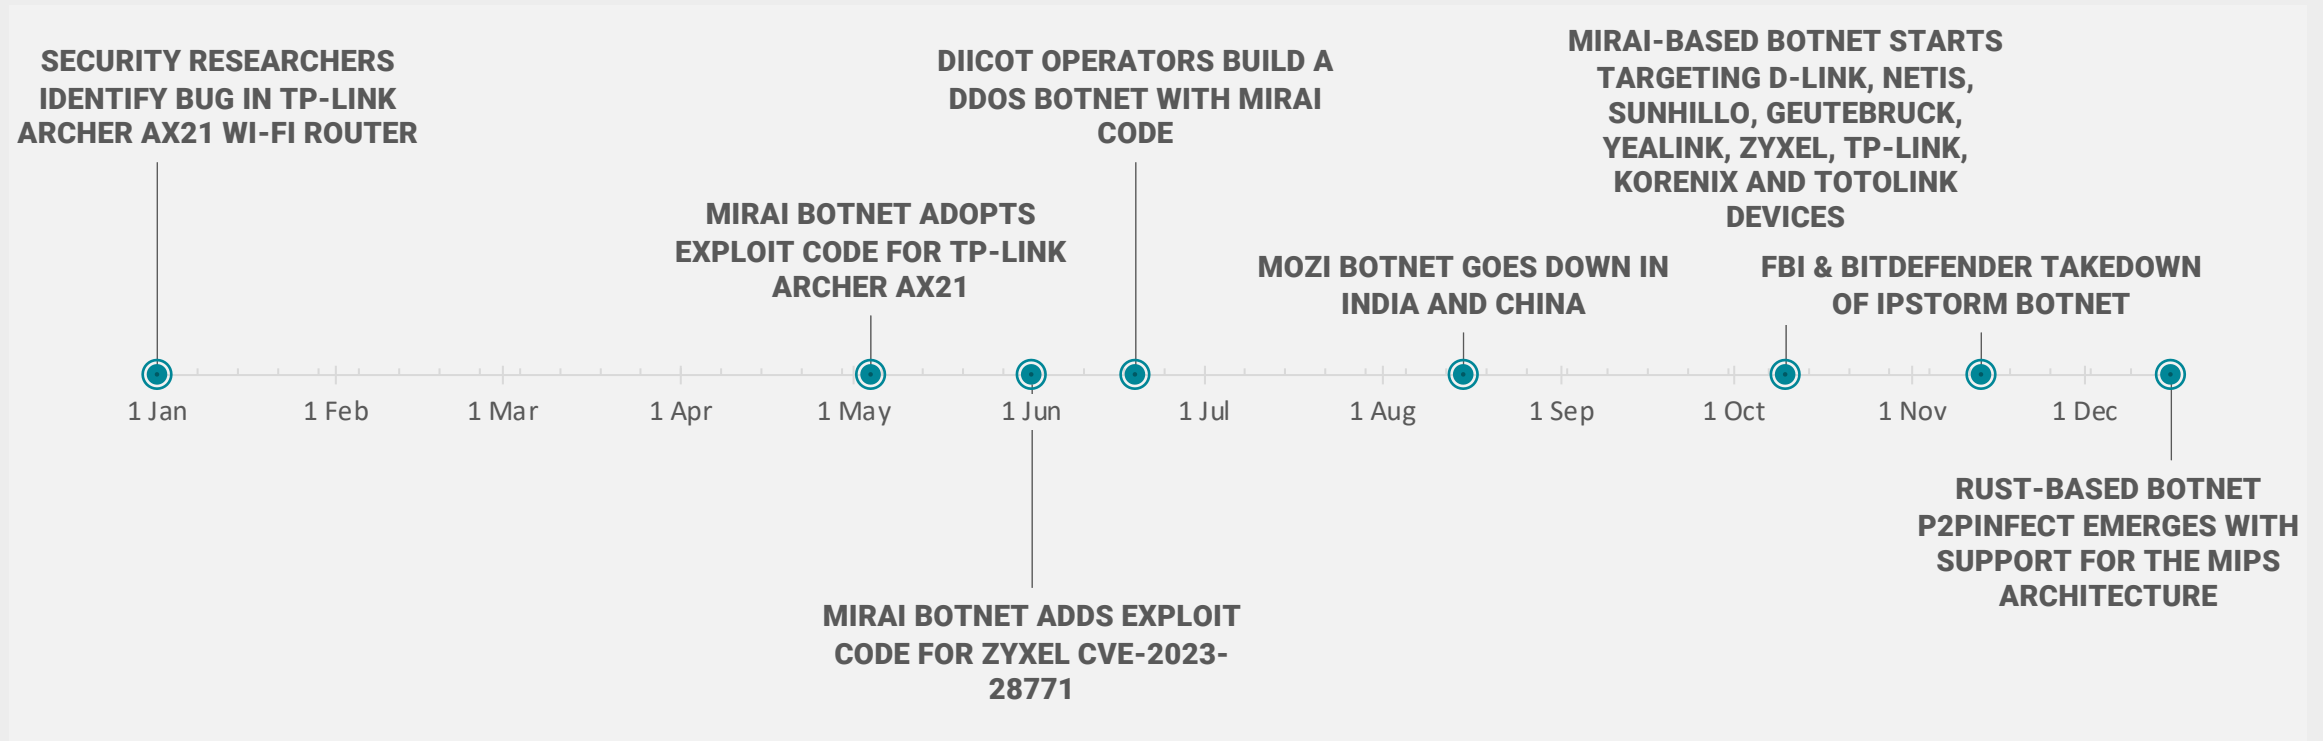 SECURITY RESEARCHERS
IDENTIFY BUG IN TP-LINK
ARCHER AX21 WI-FI ROUTER
MIRAI BOTNET ADOPTS
EXPLOIT CODE FOR TP-LINK
ARCHER AX21
DIICOT OPERATORS BUILD A
DDOS BOTNET WITH MIRAI
CODE
MOZI BOTNET GOES DOWN IN
INDIA AND CHINA
MIRAI-BASED BOTNET STARTS
TARGETING D-LINK, NETIS,
SUNHILLO, GEUTEBRUCK,
YEALINK, ZYXEL, TP-LINK,
KORENIX AND TOTOLINK
DEVICES
FBI & BITDEFENDER TAKEDOWN
OF IPSTORM BOTNET
1 Jan
1 Feb
1 Mar
1 Apr
1 May
1 Jun
1 Jul
1 Aug
1 Sep
1 Oct
1 Nov
1 Dec
MIRAI BOTNET ADDS EXPLOIT
CODE FOR ZYXEL CVE-2023-
28771
RUST-BASED BOTNET
P2PINFECT EMERGES WITH
SUPPORT FOR THE MIPS
ARCHITECTURE